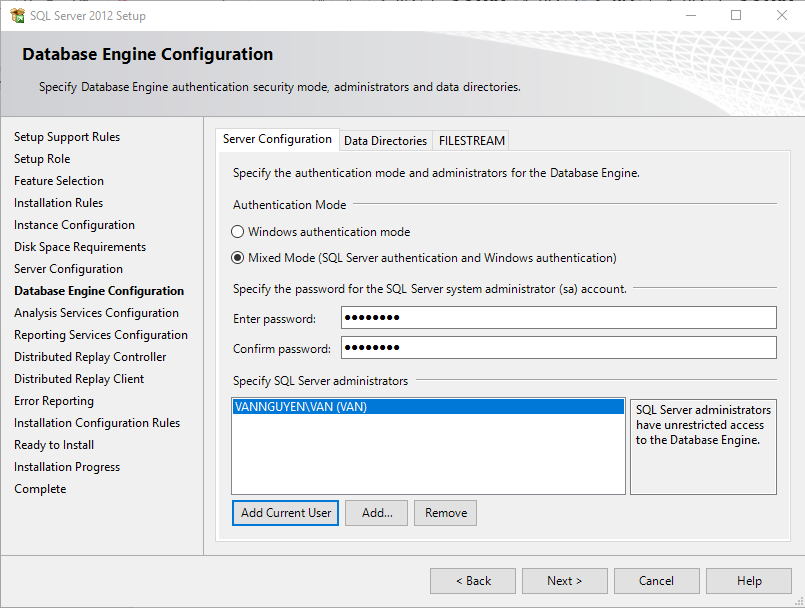 SQL Server 2012 Setup
Database Engine Configuration
Specify Database Engine authentication security mode, administrators and data directories.
Setup Support Rules
Setup Role
Feature Selection
Installation Rules
Instance Configuration
Disk Space Requirements
Server Configuration
Database Engine Configuration
Analysis Services Configuration
Reporting Services Configuration
Distributed Replay Controller
Distributed Replay Client
Error Reporting
Installation Configuration Rules
Ready to Install
Installation Progress
Complete
Server Configuration Data Directories FILESTREAM
Specify the authentication mode and administrators for the Database Engine.
Authentication Mode
Windows authentication mode
Mixed Mode (SQL Server authentication and Windows authentication)
Specify the password for the SQL Server system administrator (sa) account.
Enter password: ●●●●●●●●
Confirm password: ●●●●●●●●
Specify SQL Server administrators
VANNGUYEN\VAN (VAN)
SQL Server administrators
have unrestricted access
to the Database Engine.
Add Current User Add... Remove
< Back Next > Cancel Help